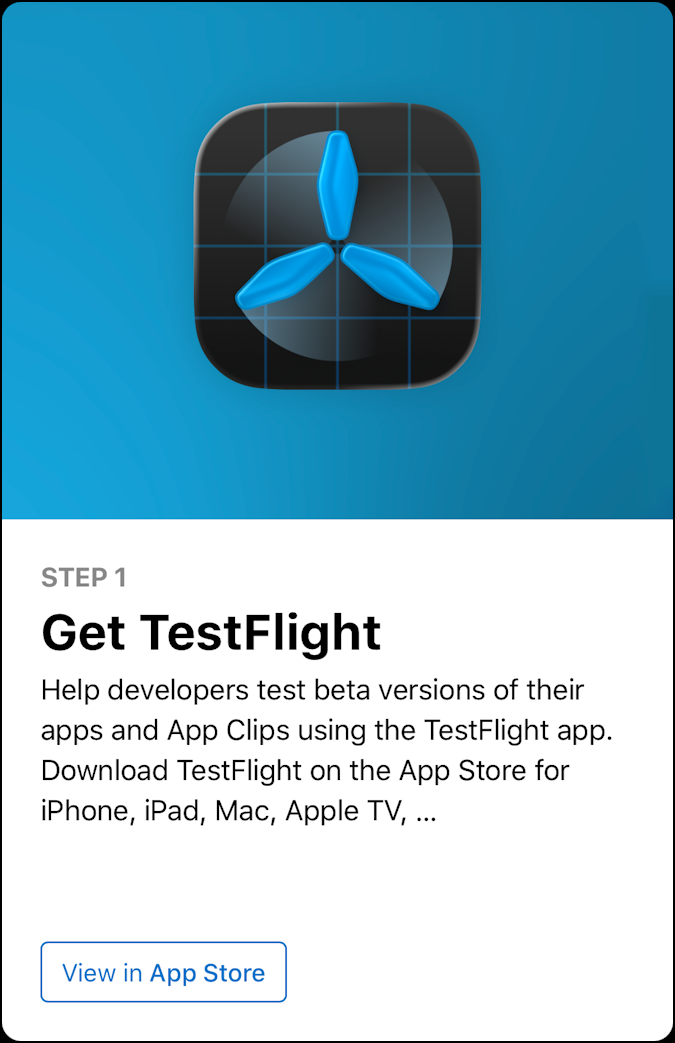 STEP 1
Get TestFlight
Help developers test beta versions of their
apps and App Clips using the TestFlight app.
Download TestFlight on the App Store for
iPhone, iPad, Mac, Apple TV, ...
View in App Store